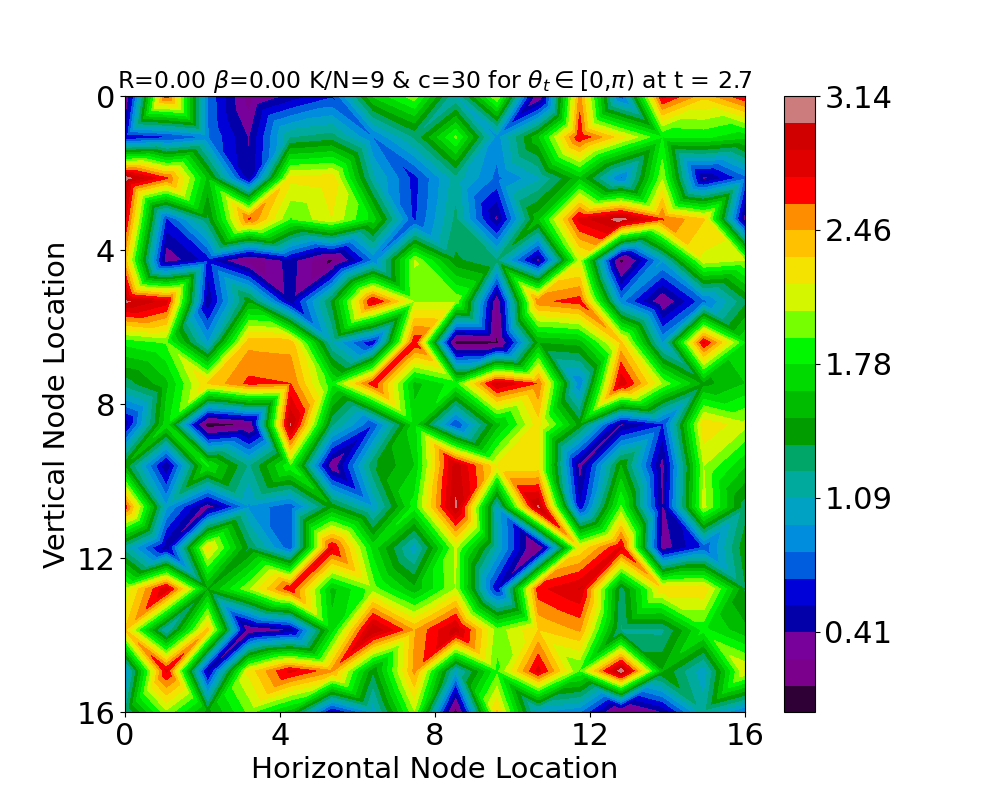 R=0.00 β=0.00 K/N=9 & c=30 for θₜ∈[0,π) at t = 2.7
0
4
8
12
16
Vertical Node Location
0 4 8 12 16
Horizontal Node Location
3.14
2.46
1.78
1.09
0.41